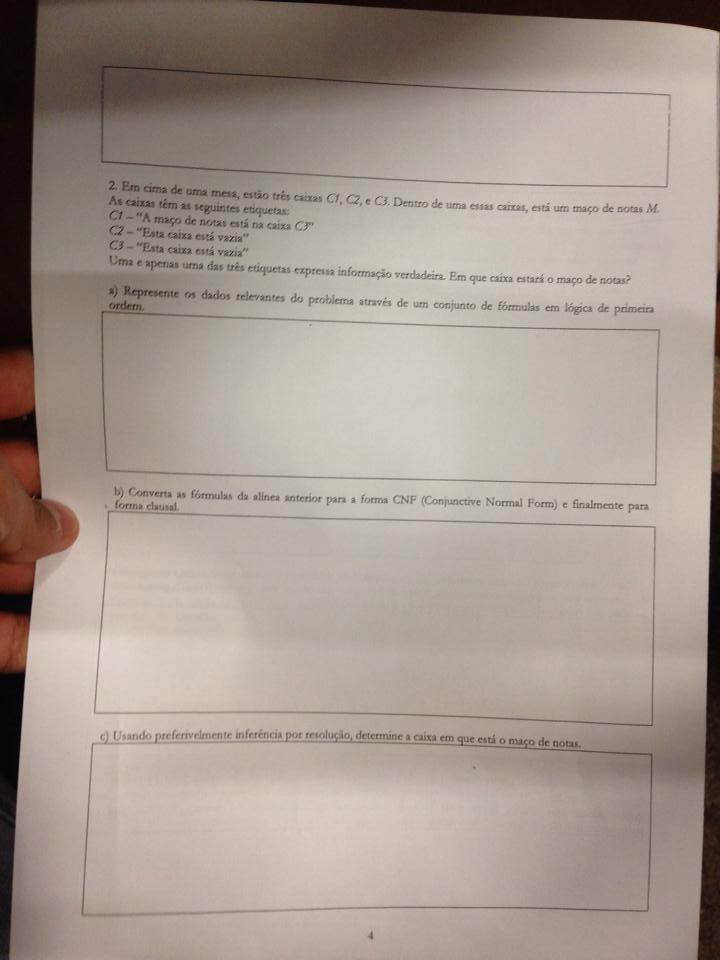 2. Em cima de uma mesa, estão três caixas C1, C2, e C3. Dentro de uma essas caixas, está um maço de notas M.
As caixas têm as seguintes etiquetas:
C1 – "A maço de notas está na caixa C3"
C2 – "Esta caixa está vazia"
C3 – "Esta caixa está vazia"
Uma e apenas uma das três etiquetas expressa informação verdadeira. Em que caixa estará o maço de notas?
a) Represente os dados relevantes do problema através de um conjunto de fórmulas em lógica de primeira
ordem.
b) Converta as fórmulas da alínea anterior para a forma CNF (Conjunctive Normal Form) e finalmente para
forma clausal.
c) Usando preferivelmente inferência por resolução, determine a caixa em que está o maço de notas.
4